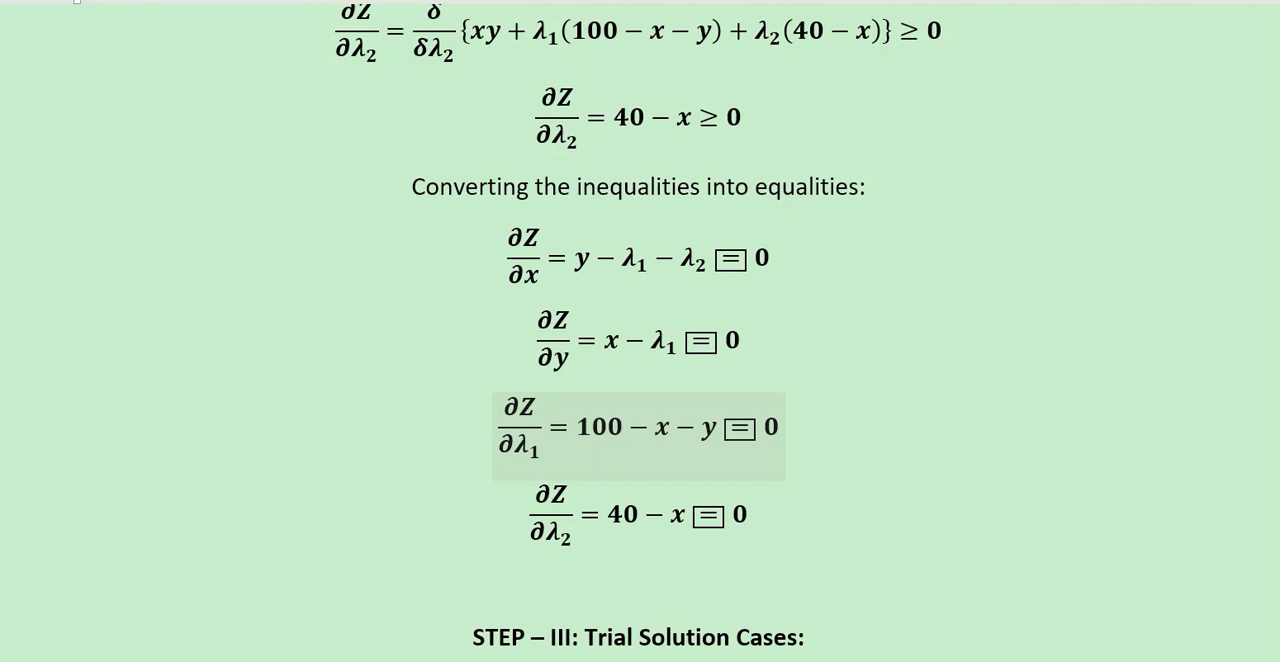 ∂Z/∂λ₂ = δ/δλ₂ {xy + λ₁(100 − x − y) + λ₂(40 − x)} ≥ 0
∂Z/∂λ₂ = 40 − x ≥ 0
Converting the inequalities into equalities:
∂Z/∂x = y − λ₁ − λ₂ = 0
∂Z/∂y = x − λ₁ = 0
∂Z/∂λ₁ = 100 − x − y = 0
∂Z/∂λ₂ = 40 − x = 0
STEP – III: Trial Solution Cases: